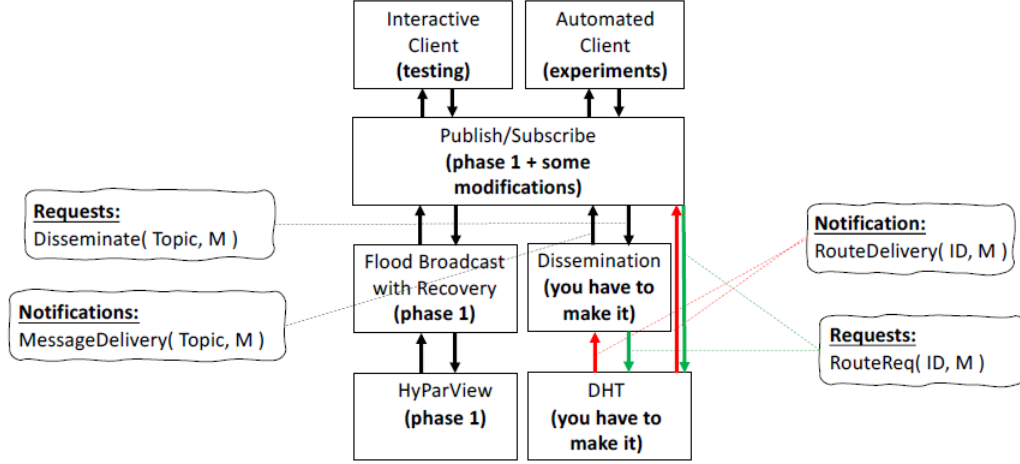 Interactive
Client
(testing)
Automated
Client
(experiments)
Publish/Subscribe
(phase 1 + some
modifications)
Requests:
Disseminate( Topic, M )
Notifications:
MessageDelivery( Topic, M )
Flood Broadcast
with Recovery
(phase 1)
Dissemination
(you have to
make it)
Notification:
RouteDelivery( ID, M )
Requests:
RouteReq( ID, M )
HyParView
(phase 1)
DHT
(you have to
make it)